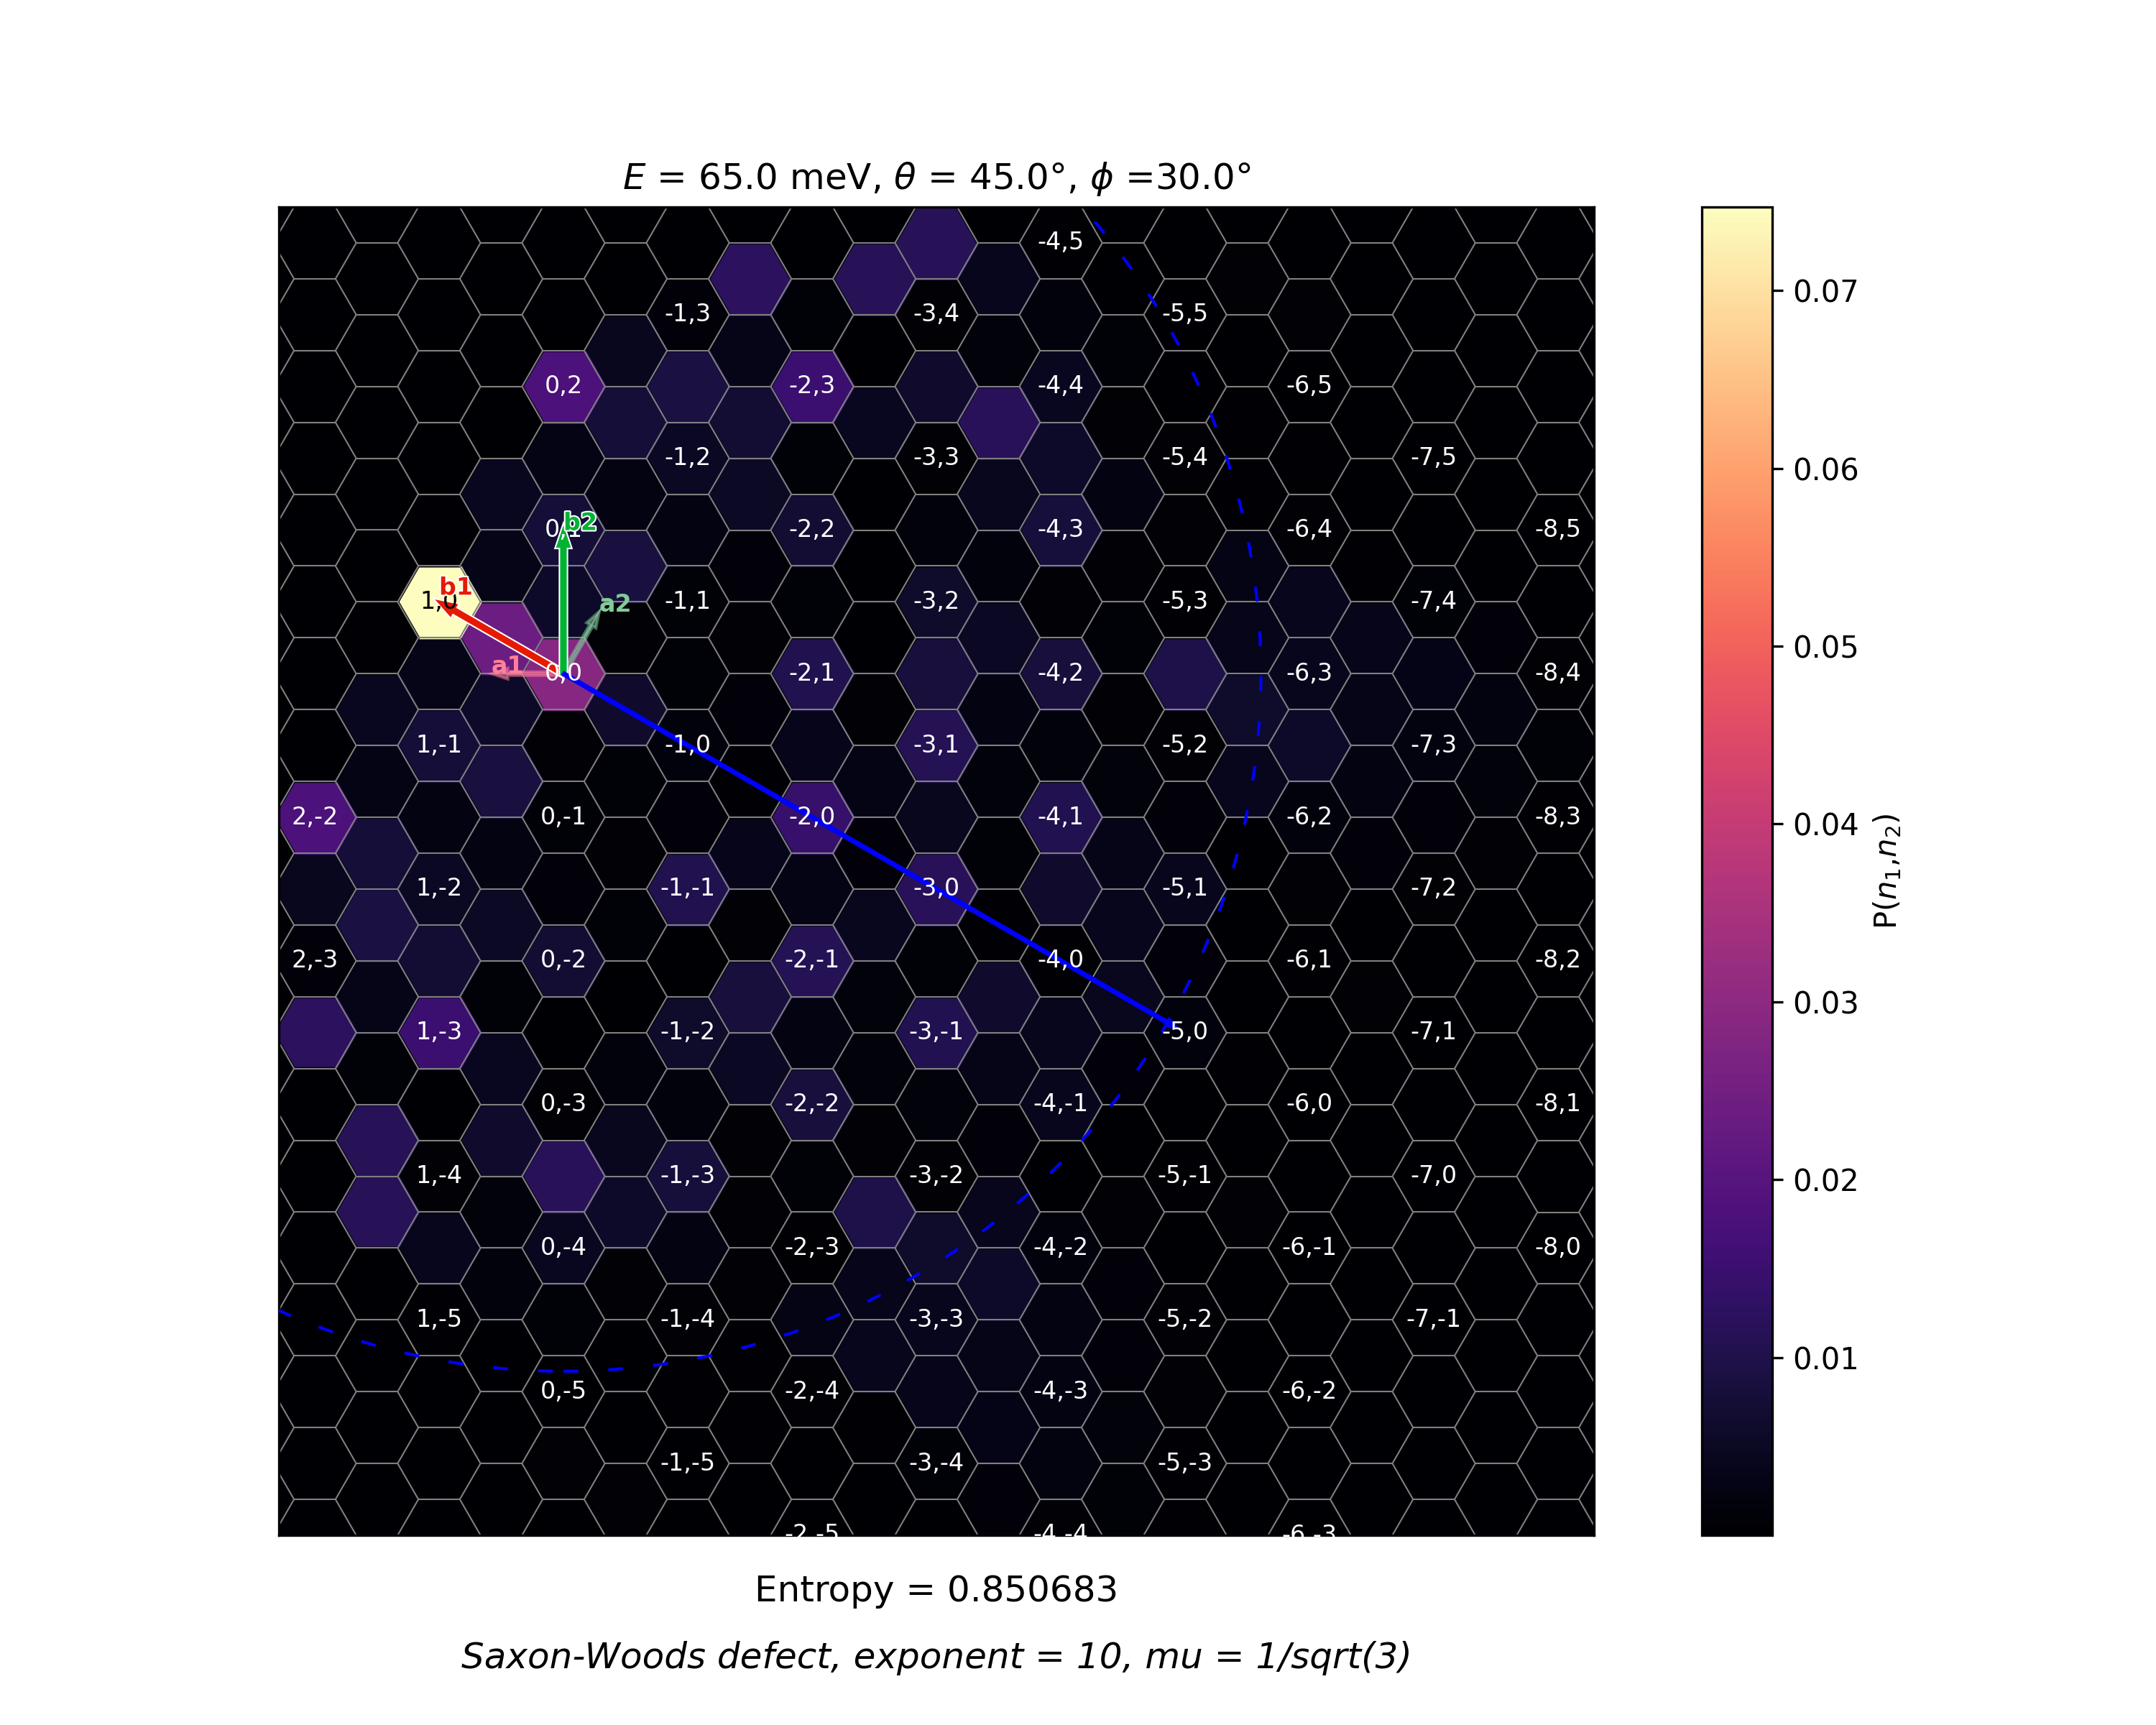 E = 65.0 meV, θ = 45.0°, ϕ =30.0°
-4,5
-1,3 -3,4 -5,5
0,2 -2,3 -4,4 -6,5
-1,2 -3,3 -5,4 -7,5
0,1 b2 -2,2 -4,3 -6,4 -8,5
1,0 b1 a2 -1,1 -3,2 -5,3 -7,4
a1 0,0 -2,1 -4,2 -6,3 -8,4
1,-1 -1,0 -3,1 -5,2 -7,3
2,-2 0,-1 -2,0 -4,1 -6,2 -8,3
1,-2 -1,-1 -3,0 -5,1 -7,2
2,-3 0,-2 -2,-1 -4,0 -6,1 -8,2
1,-3 -1,-2 -3,-1 -5,0 -7,1
0,-3 -2,-2 -4,-1 -6,0 -8,1
1,-4 -1,-3 -3,-2 -5,-1 -7,0
0,-4 -2,-3 -4,-2 -6,-1 -8,0
1,-5 -1,-4 -3,-3 -5,-2 -7,-1
0,-5 -2,-4 -4,-3 -6,-2
-1,-5 -3,-4 -5,-3
-2,-5 -4,-4 -6,-3
0.07
0.06
0.05
0.04
0.03
0.02
0.01
P(n₁,n₂)
Entropy = 0.850683
Saxon-Woods defect, exponent = 10, mu = 1/sqrt(3)